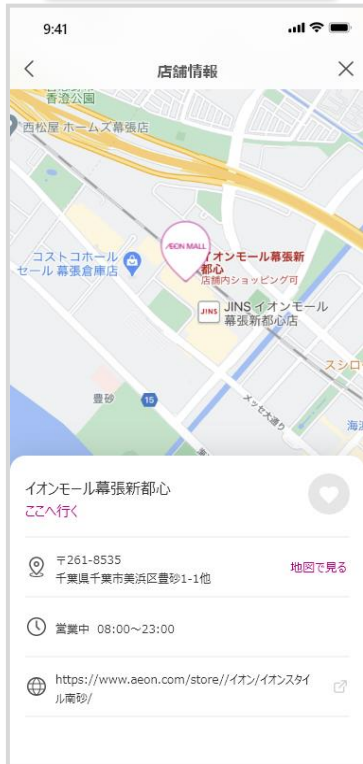 9:41
店舗情報
香澄公園
西松屋 ホームズ幕張店
ÆON MALL
イオンモール幕張新
都心
店舗内ショッピング可
コストコホール
セール 幕張倉庫店
JINS
JINS イオンモール
幕張新都心店
スシロ
豊砂
15
メッセ大通り
海浜
イオンモール幕張新都心
ここへ行く
〒261-8535
千葉県千葉市美浜区豊砂1-1他
地図で見る
営業中 08:00～23:00
https://www.aeon.com/store//イオン/イオンスタイ
ル南砂/